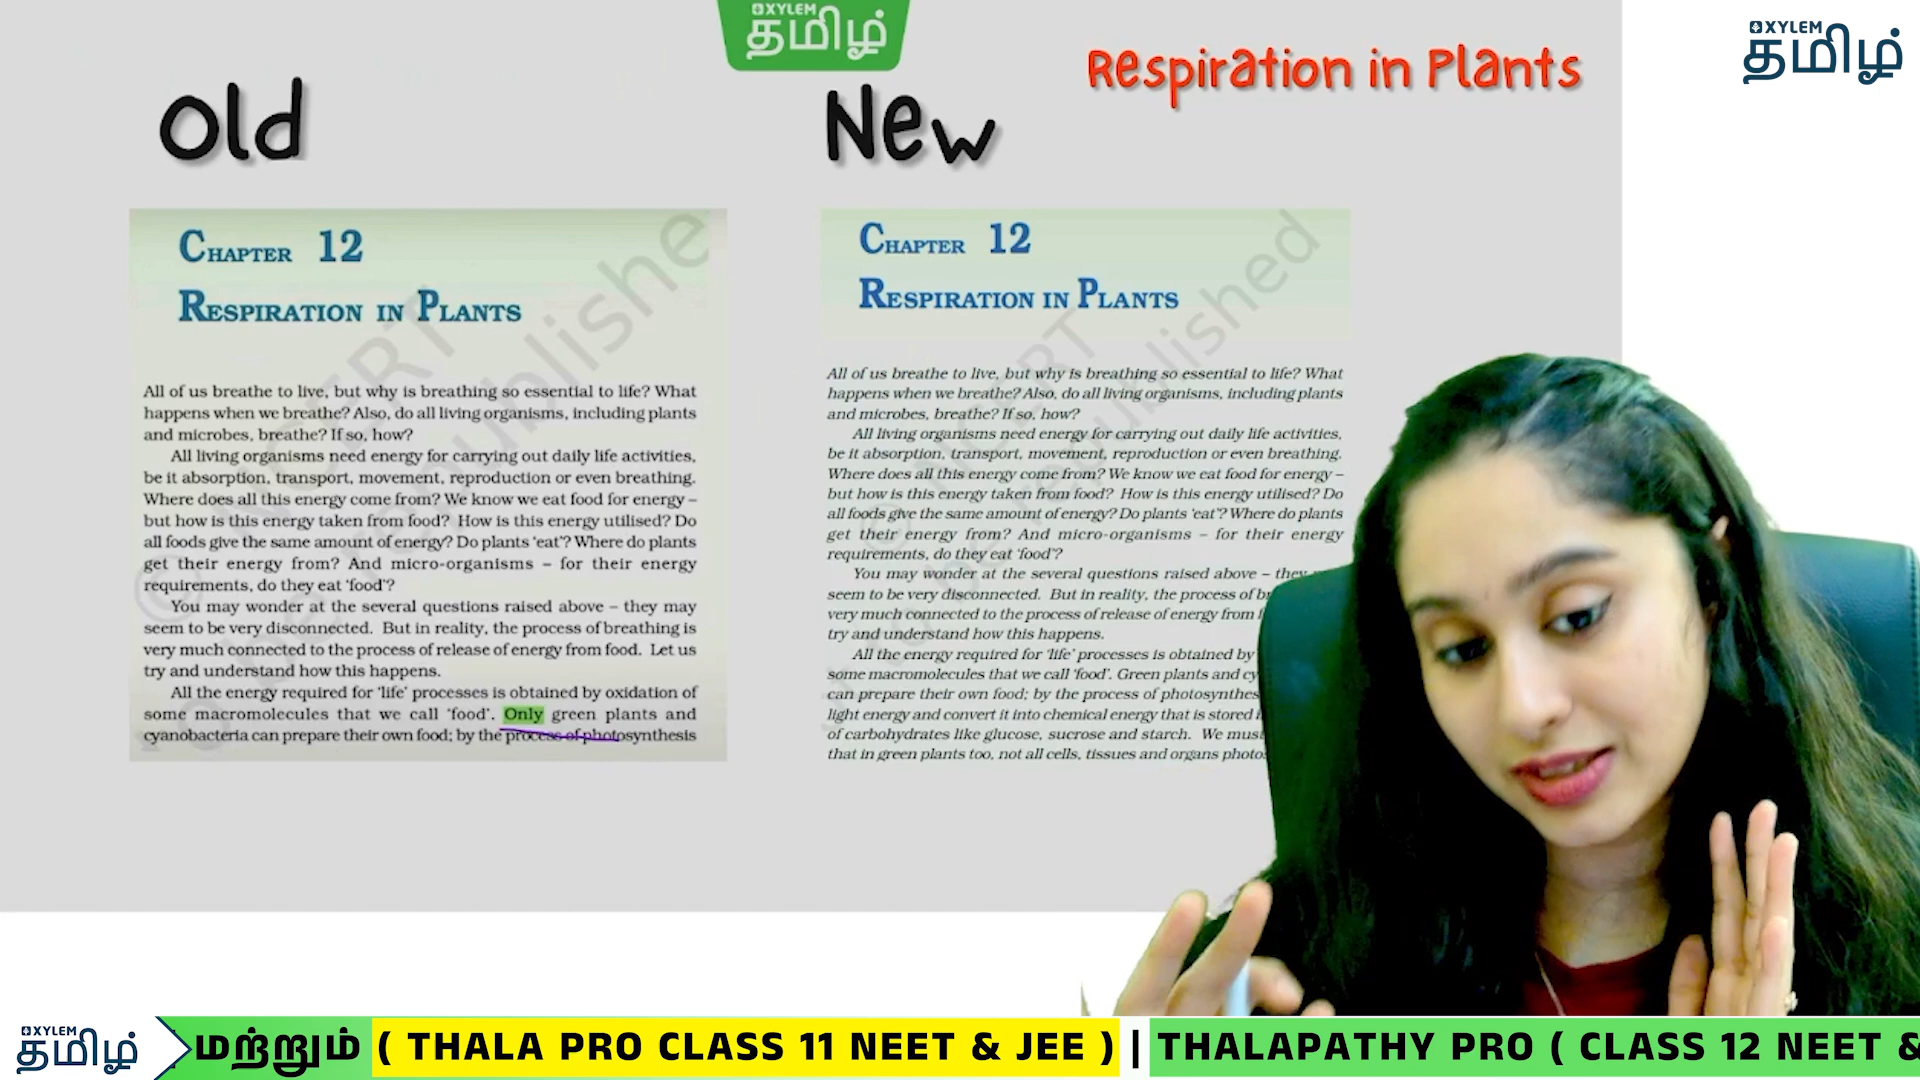 XYLEM
தமிழ்
XYLEM
தமிழ்
Respiration in Plants
Old
New
CHAPTER 12
RESPIRATION IN PLANTS
All of us breathe to live, but why is breathing so essential to life? What
happens when we breathe? Also, do all living organisms, including plants
and microbes, breathe? If so, how?
All living organisms need energy for carrying out daily life activities,
be it absorption, transport, movement, reproduction or even breathing.
Where does all this energy come from? We know we eat food for energy –
but how is this energy taken from food? How is this energy utilised? Do
all foods give the same amount of energy? Do plants ‘eat’? Where do plants
get their energy from? And micro-organisms – for their energy
requirements, do they eat ‘food’?
You may wonder at the several questions raised above – they may
seem to be very disconnected. But in reality, the process of breathing is
very much connected to the process of release of energy from food. Let us
try and understand how this happens.
All the energy required for ‘life’ processes is obtained by oxidation of
some macromolecules that we call ‘food’. Only green plants and
cyanobacteria can prepare their own food; by the process of photosynthesis
© NCERT
be republishe
CHAPTER 12
RESPIRATION IN PLANTS
All of us breathe to live, but why is breathing so essential to life? What
happens when we breathe? Also, do all living organisms, including plants
and microbes, breathe? If so, how?
All living organisms need energy for carrying out daily life activities,
be it absorption, transport, movement, reproduction or even breathing.
Where does all this energy come from? We know we eat food for energy –
but how is this energy taken from food? How is this energy utilised? Do
all foods give the same amount of energy? Do plants ‘eat’? Where do plants
get their energy from? And micro-organisms – for their energy
requirements, do they eat ‘food’?
You may wonder at the several questions raised above – they
seem to be very disconnected. But in reality, the process of
very much connected to the process of release of energy from
try and understand how this happens.
All the energy required for ‘life’ processes is obtained by
some macromolecules that we call ‘food’. Green plants and
can prepare their own food; by the process of
light energy and convert it into chemical energy that is stored
of carbohydrates like glucose, sucrose and starch. We must
that in green plants too, not all cells, tissues and organs
© NCERT
be republished
XYLEM
தமிழ்
மற்றும் ( THALA PRO CLASS 11 NEET & JEE ) | THALAPATHY PRO ( CLASS 12 NEET &